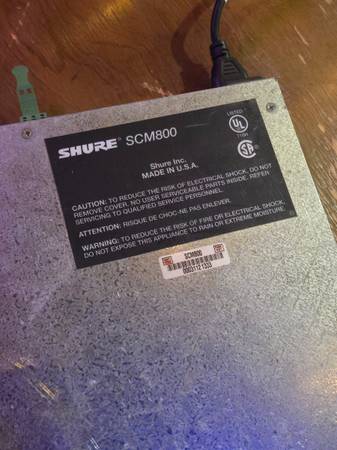 SHURE® SCM800
LISTED
UL
Shure Inc.
MADE IN U.S.A.
CAUTION: TO REDUCE THE RISK OF ELECTRICAL SHOCK, DO NOT
REMOVE COVER. NO USER SERVICEABLE PARTS INSIDE. REFER
SERVICING TO QUALIFIED SERVICE PERSONNEL.
ATTENTION: RISQUE DE CHOC-NE PAS ENLEVER.
WARNING: TO REDUCE THE RISK OF FIRE OR ELECTRICAL SHOCK,
DO NOT EXPOSE THIS APPLIANCE TO RAIN OR EXTREME MOISTURE.
SCM800